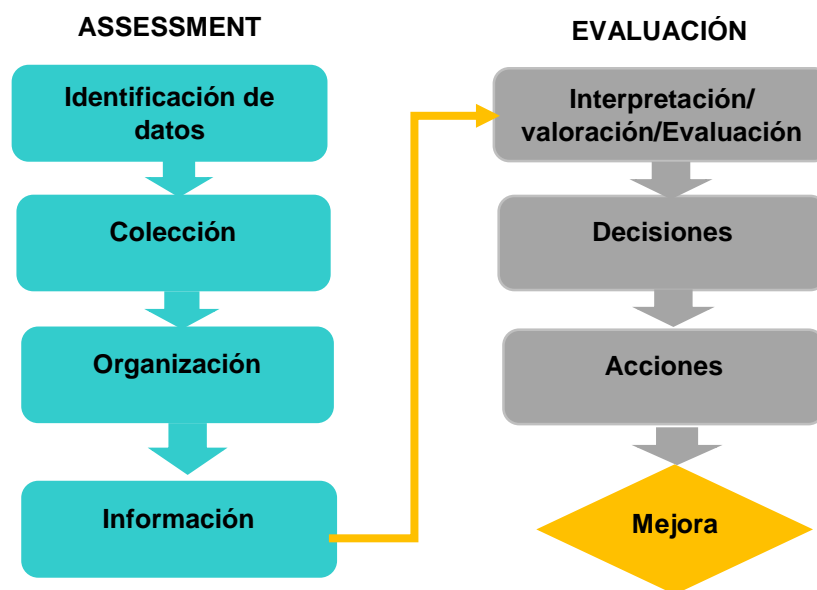 ASSESSMENT
Identificación de
datos
Colección
Organización
Información
EVALUACIÓN
Interpretación/
valoración/Evaluación
Decisiones
Acciones
Mejora